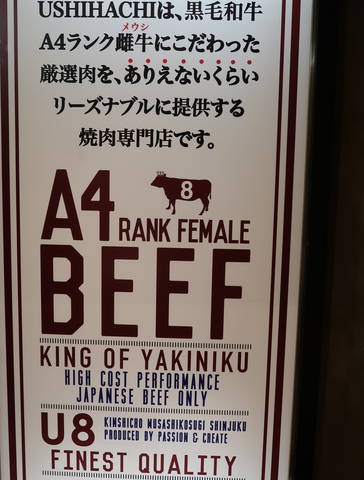 USHIHACHIは、黒毛和牛
メウシ
A4ランク雌牛にこだわった
厳選肉を、ありえないくらい
リーズナブルに提供する
焼肉専門店です。
8
A4 RANK FEMALE
BEEF
KING OF YAKINIKU
HIGH COST PERFORMANCE
JAPANESE BEEF ONLY
U8 KINSHICHO MUSASHIKOSUGI SHINJUKU
PRODUCED BY PASSION & CREATE
FINEST QUALITY